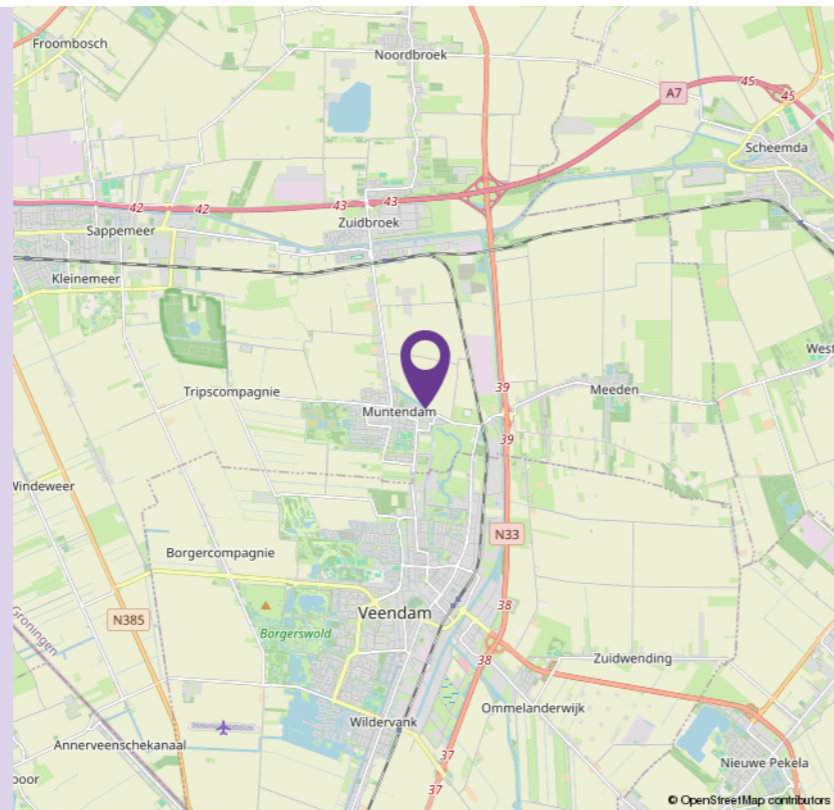 Froombosch
Noordbroek
45
A7
45
Scheemda
42
42
43
43
Sappemeer
Zuidbroek
Kleinemeer
Tripscompagnie
39
Meeden
West
Muntendam
39
Windeweer
N33
Borgercompagnie
38
Groningen
N385
Borgerswold
Veendam
38
Zuidwending
Ommelanderwijk
Wildervank
Annerveenschekanaal
37
Nieuwe Pekela
oor
37
© OpenStreetMap contributors